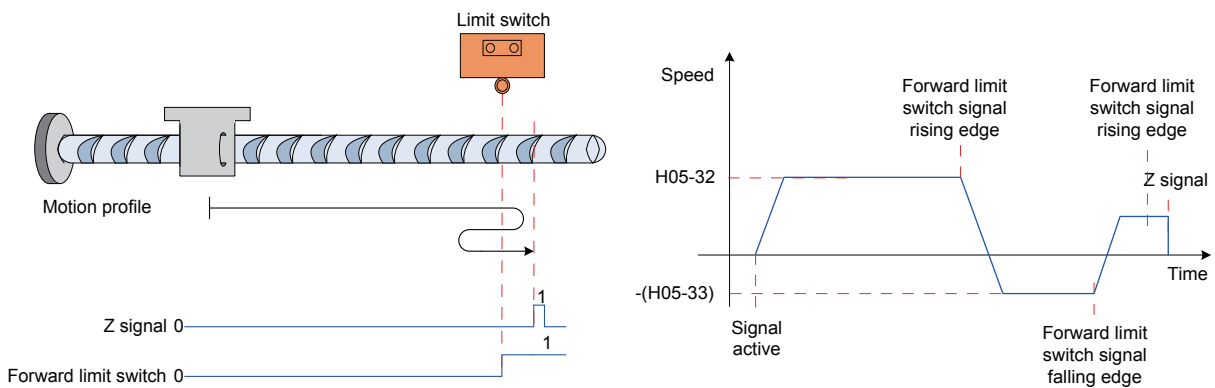 Limit switch
Motion profile
1
Z signal 0
1
Forward limit switch 0
Speed
Forward limit
switch signal
rising edge
Forward limit
switch signal
rising edge
Z signal
H05-32
Time
-(H05-33)
Signal
active
Forward limit
switch signal
falling edge